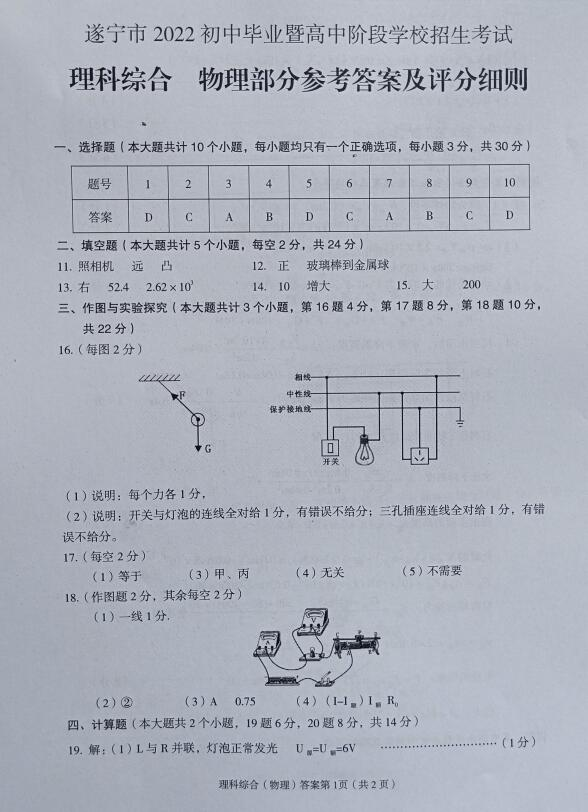 遂宁市 2022 初中毕业暨高中阶段学校招生考试
理科综合 物理部分参考答案及评分细则
一、选择题（本大题共计 10 个小题，每小题均只有一个正确选项，每小题 3 分，共 30 分）
题号 1 2 3 4 5 6 7 8 9 10
答案 D C A B D C A B C D
二、填空题（本大题共计 5 个小题，每空 2 分，共 24 分）
11. 照相机 远 凸 12. 正 玻璃棒到金属球
13. 右 52.4 2.62×10³ 14. 10 增大 15. 大 200
三、作图与实验探究（本大题共计 3 个小题，第 16 题 4 分，第 17 题 8 分，第 18 题 10 分，
共 22 分）
16.（每图 2 分）
相线
中性线
保护接地线
F
G
开关
（1）说明：每个力各 1 分，
（2）说明：开关与灯泡的连线全对给 1 分，有错误不给分；三孔插座连线全对给 1 分，有错
误不给分。
17.（每空 2 分）
（1）等于 （3）甲、丙 （4）无关 （5）不需要
18.（作图题 2 分，其余每空 2 分）
（1）一线 1 分.
V
A
（2）② （3）A 0.75 （4）(I-I额) I额 R₀
四、计算题（本大题共 2 个小题，19 题 6 分，20 题 8 分，共 14 分）
19. 解：（1）L 与 R 并联，灯泡正常发光 U源=U额=6V ……………………（1 分）
理科综合（物理）答案第 1 页（共 2 页）